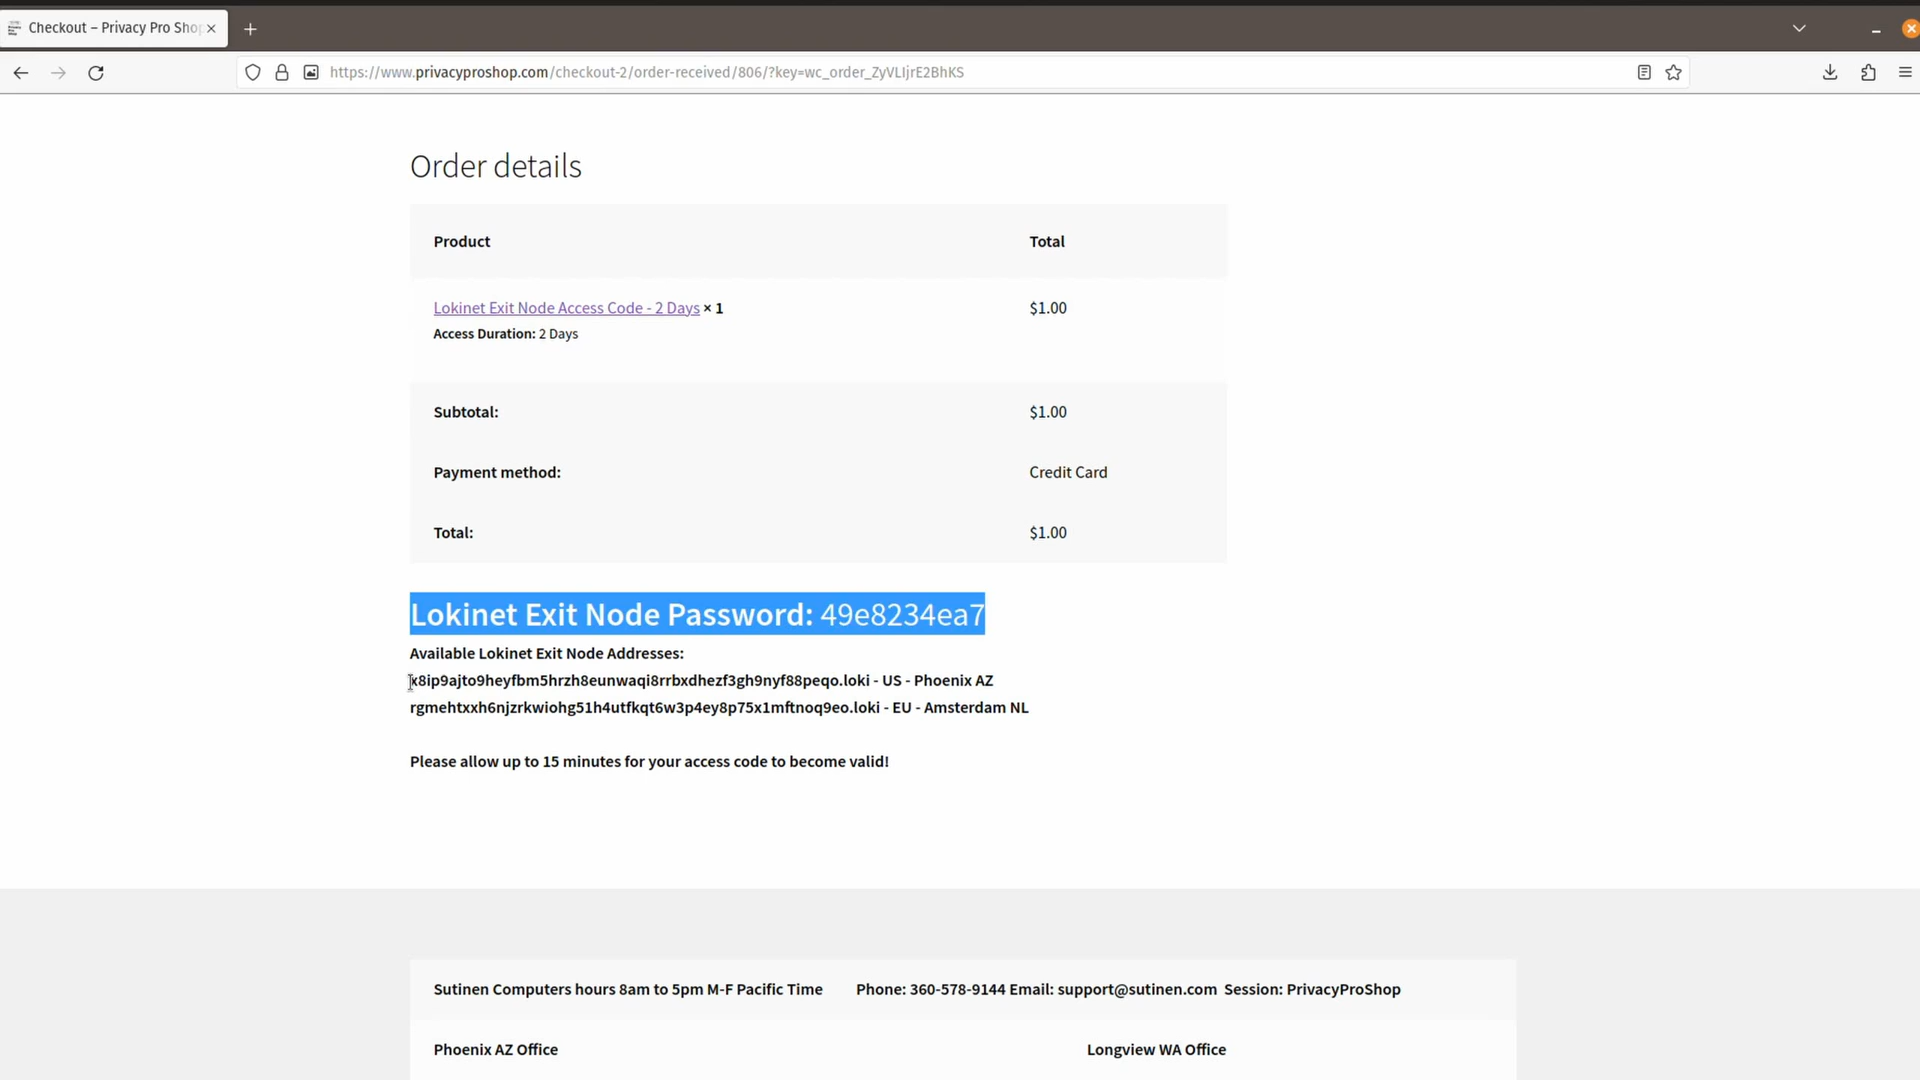 Checkout – Privacy Pro Shop
https://www.privacyproshop.com/checkout-2/order-received/806/?key=wc_order_ZyVLIjrE2BhKS
Order details
Product Total
Lokinet Exit Node Access Code - 2 Days × 1 $1.00
Access Duration: 2 Days
Subtotal: $1.00
Payment method: Credit Card
Total: $1.00
Lokinet Exit Node Password: 49e8234ea7
Available Lokinet Exit Node Addresses:
x8ip9ajto9heyfbm5hrzh8eunwaqi8rrbxdhezf3gh9nyf88peqo.loki - US - Phoenix AZ
rgmehtxxh6njzrkwiohg51h4utfkqt6w3p4ey8p75x1mftnoq9eo.loki - EU - Amsterdam NL
Please allow up to 15 minutes for your access code to become valid!
Sutinen Computers hours 8am to 5pm M-F Pacific Time Phone: 360-578-9144 Email: support@sutinen.com Session: PrivacyProShop
Phoenix AZ Office Longview WA Office